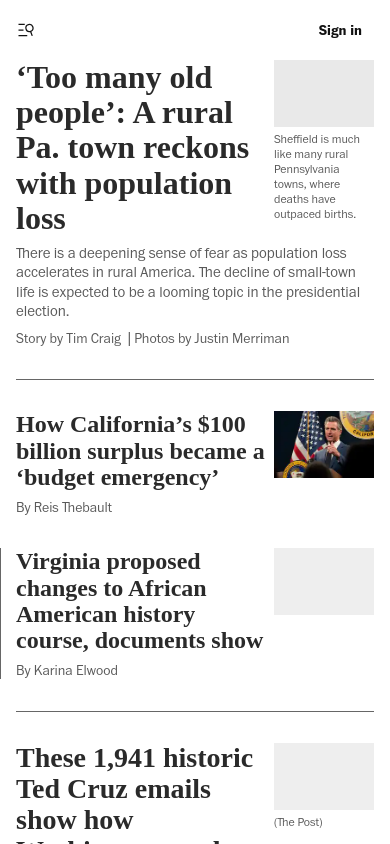 Sign in
‘Too many old
people’: A rural
Pa. town reckons
with population
loss
Sheffield is much
like many rural
Pennsylvania
towns, where
deaths have
outpaced births.
There is a deepening sense of fear as population loss
accelerates in rural America. The decline of small-town
life is expected to be a looming topic in the presidential
election.
Story by Tim Craig | Photos by Justin Merriman
How California’s $100
billion surplus became a
‘budget emergency’
By Reis Thebault
Virginia proposed
changes to African
American history
course, documents show
By Karina Elwood
These 1,941 historic
Ted Cruz emails
show how
(The Post)